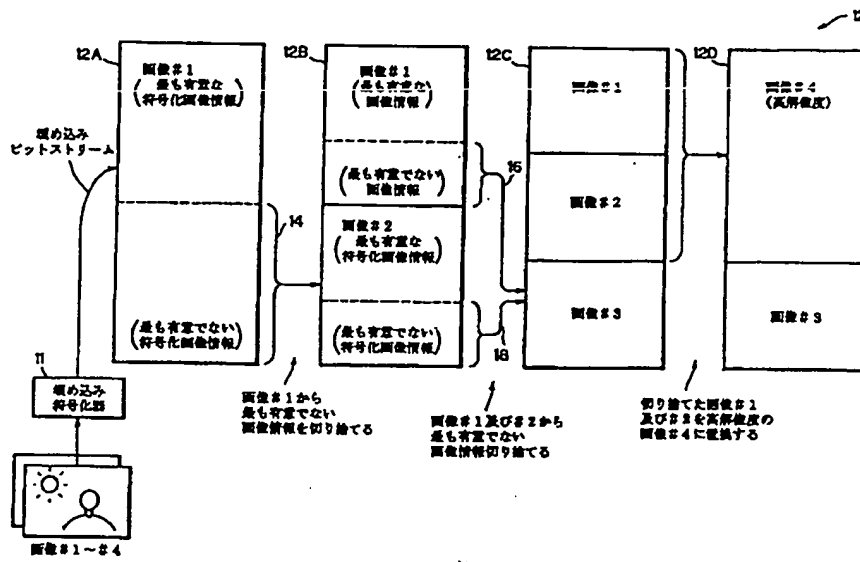 12
12A
画像#1
(最も有意な
符号化画像情報)
埋め込み
ビットストリーム
14
(最も有意でない
符号化画像情報)
11
埋め込み
符号化器
画像#1~#4
12B
画像#1
(最も有意な
画像情報)
(最も有意でない
画像情報)
16
画像#2
(最も有意な
符号化画像情報)
(最も有意でない
符号化画像情報)
18
画像#1から
最も有意でない
画像情報を切り捨てる
12C
画像#1
画像#2
画像#3
画像#1及び#2から
最も有意でない
画像情報切り捨てる
12D
画像#4
(高解像度)
画像#3
切り捨てた画像#1
及び#2を高解像度の
画像#4に置換する